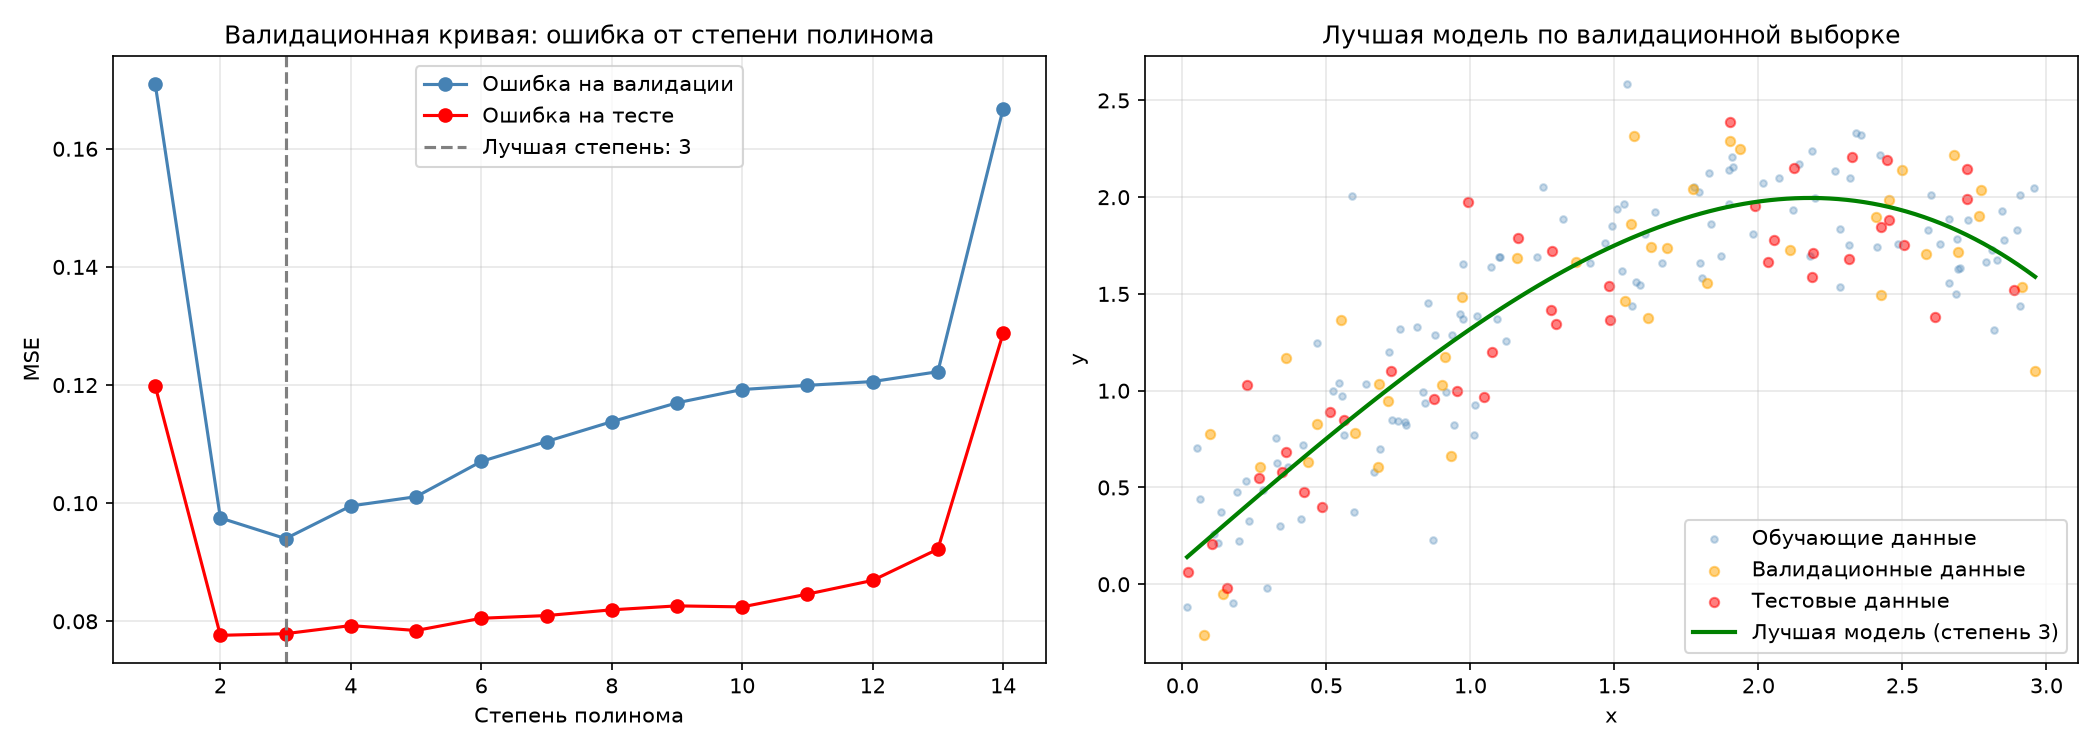 Валидационная кривая: ошибка от степени полинома
Ошибка на валидации
Ошибка на тесте
Лучшая степень: 3
MSE
0.16
0.14
0.12
0.10
0.08
2 4 6 8 10 12 14
Степень полинома
Лучшая модель по валидационной выборке
y
2.5
2.0
1.5
1.0
0.5
0.0
Обучающие данные
Валидационные данные
Тестовые данные
Лучшая модель (степень 3)
0.0 0.5 1.0 1.5 2.0 2.5 3.0
x